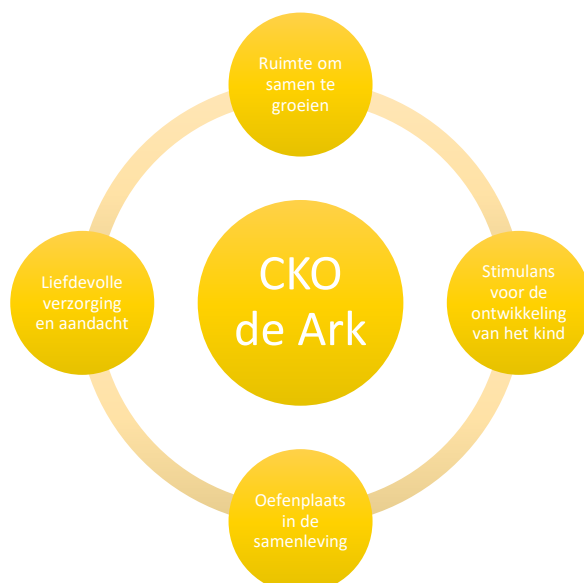 Ruimte om
samen te
groeien
Liefdevolle
verzorging
en aandacht
CKO
de Ark
Stimulans
voor de
ontwikkeling
van het kind
Oefenplaats
in de
samenleving